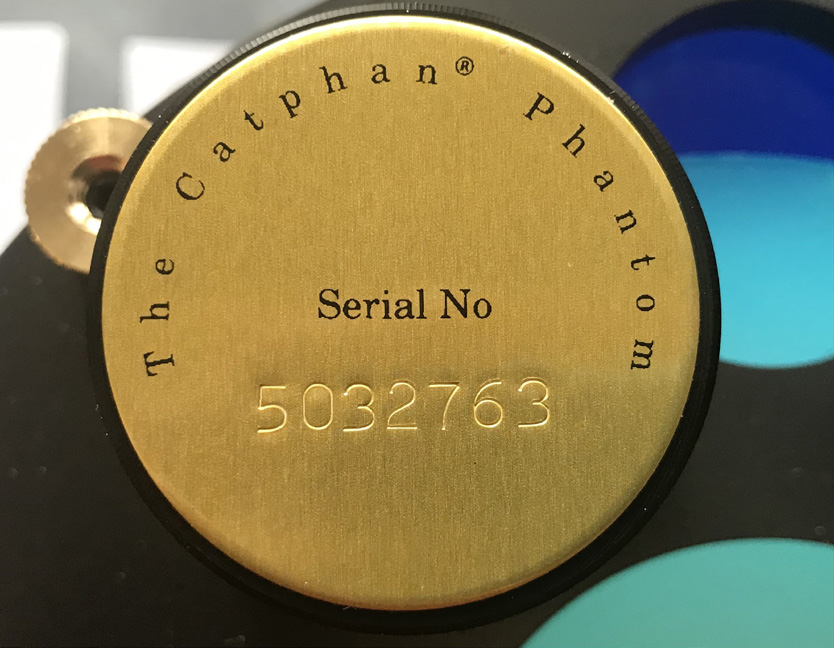 The Catphan® Phantom
Serial No
5032763